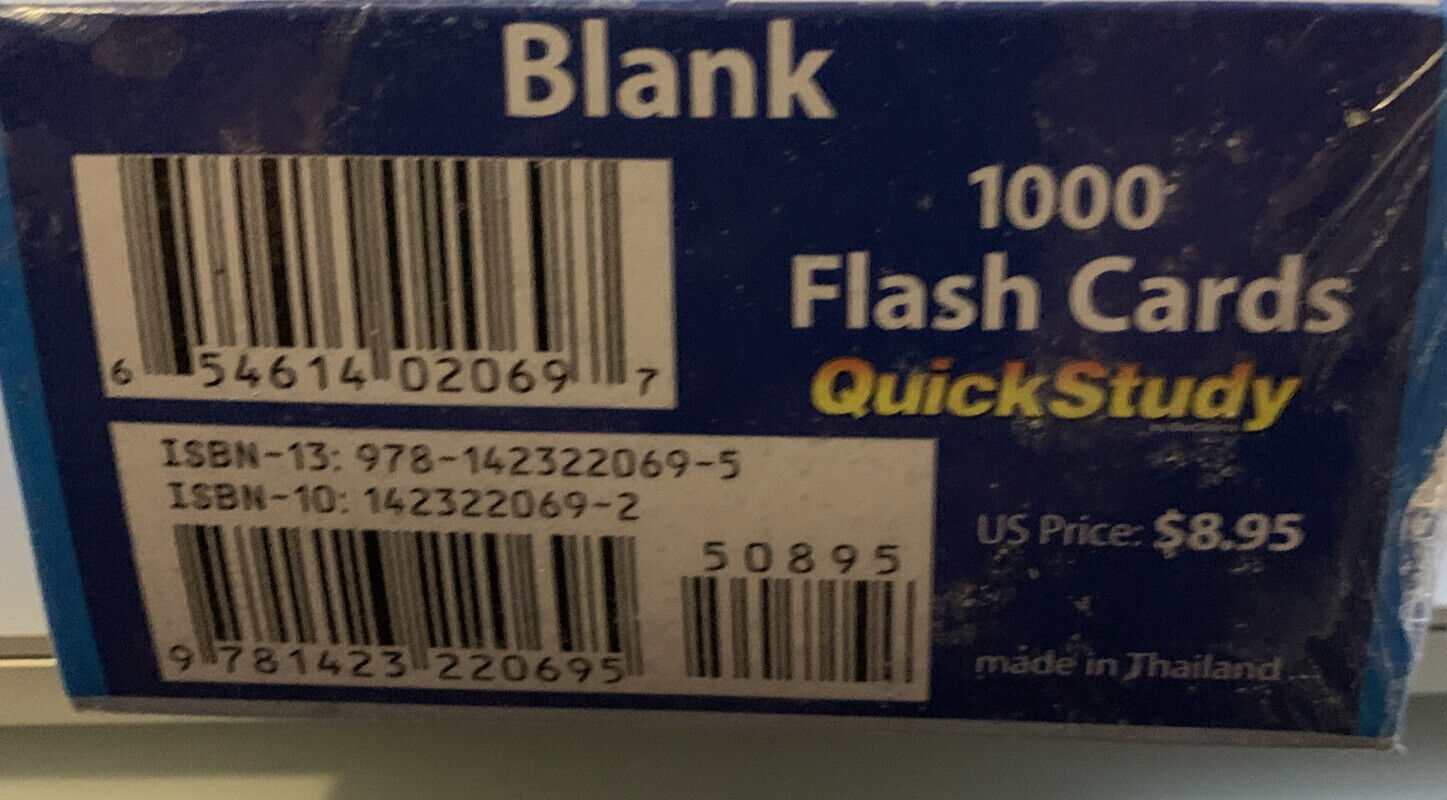 Blank
6 54614 02069 7
1000
Flash Cards
QuickStudy
ISBN-13: 978-142322069-5
ISBN-10: 142322069-2
50895
9 781423 220695
US Price: $8.95
made in Thailand